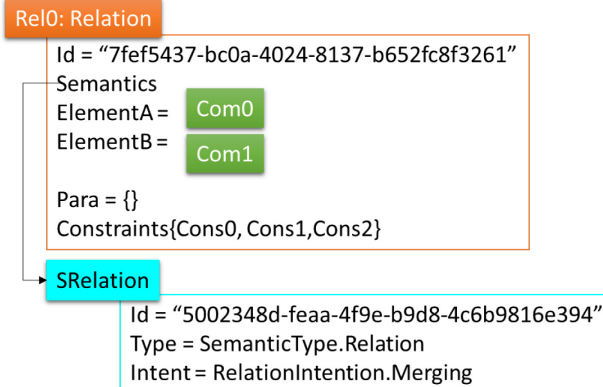 Rel0: Relation
Id = “7fef5437-bc0a-4024-8137-b652fc8f3261”
Semantics
ElementA = Com0
ElementB = Com1
Para = {}
Constraints{Cons0, Cons1,Cons2}
SRelation
Id = “5002348d-feaa-4f9e-b9d8-4c6b9816e394”
Type = SemanticType.Relation
Intent = RelationIntention.Merging